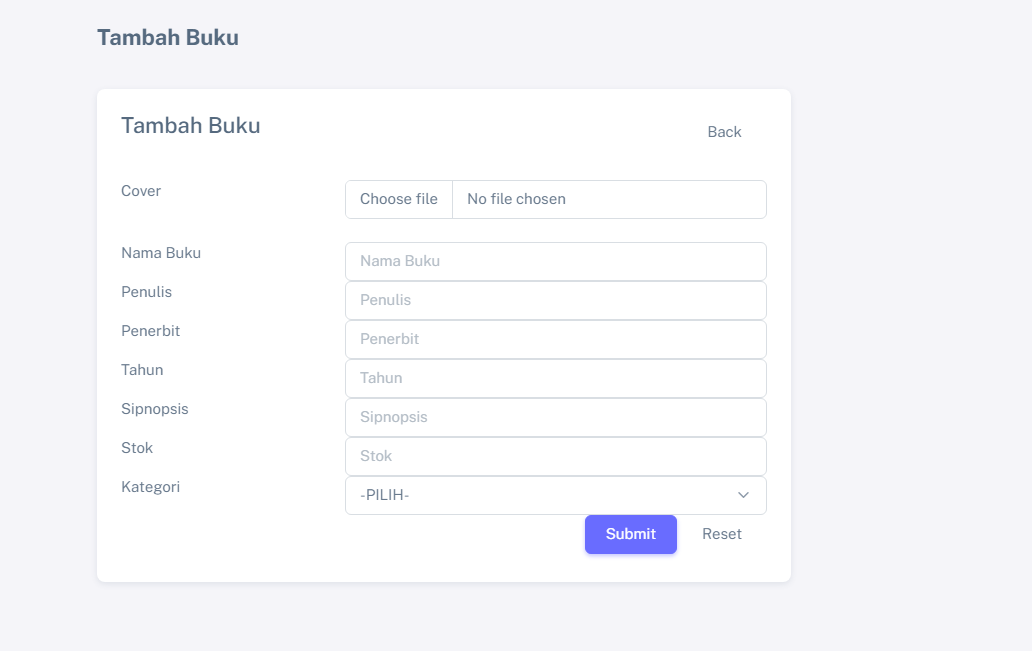 Tambah Buku
Tambah Buku
Back
Cover
Choose file No file chosen
Nama Buku Nama Buku
Penulis Penulis
Penerbit Penerbit
Tahun Tahun
Sipnopsis Sipnopsis
Stok Stok
Kategori -PILIH-
Submit Reset